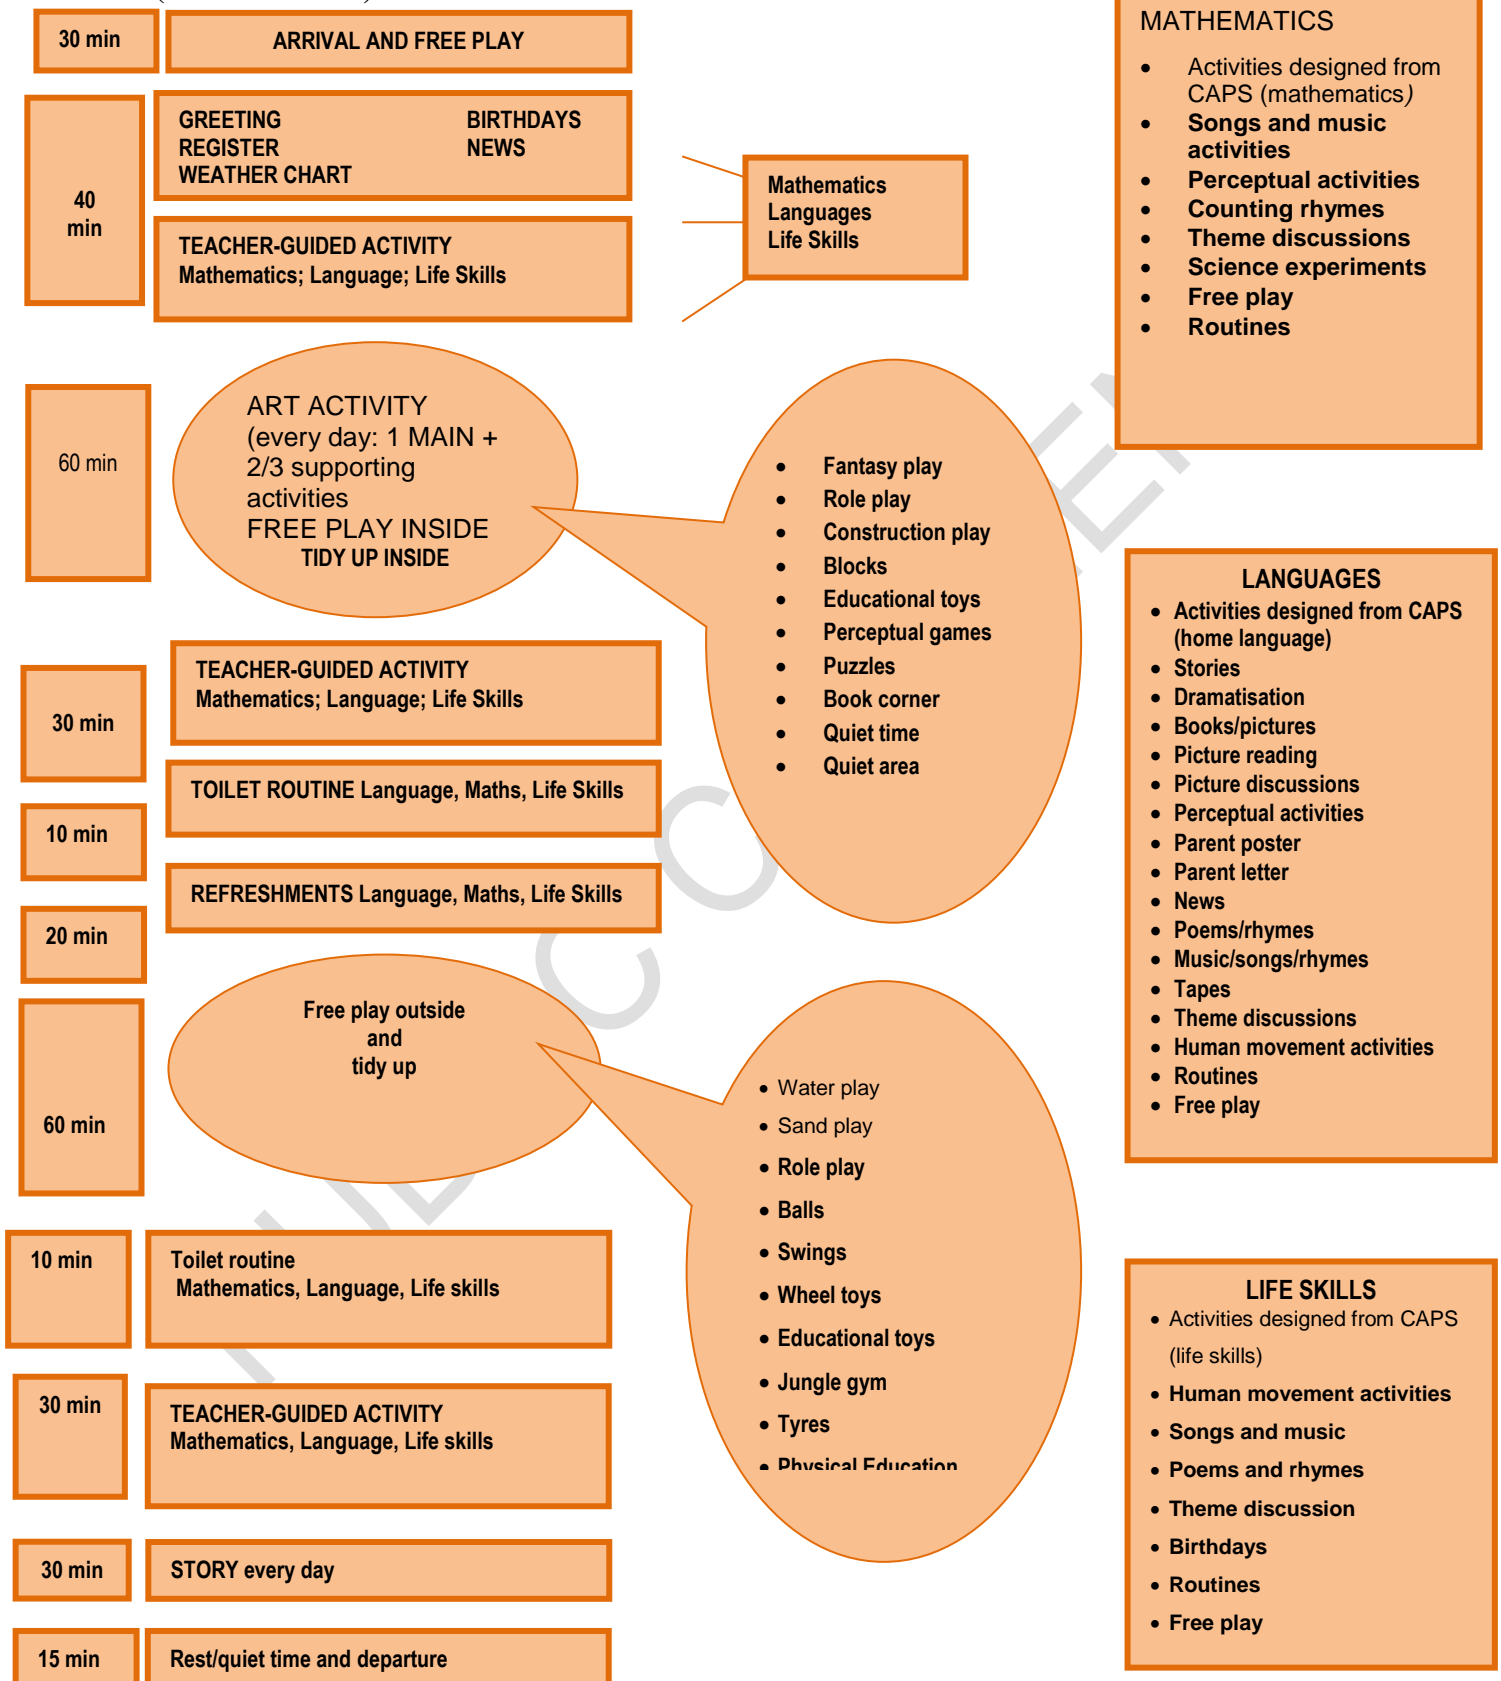 30 min
ARRIVAL AND FREE PLAY
40
min
GREETING BIRTHDAYS
REGISTER NEWS
WEATHER CHART
TEACHER-GUIDED ACTIVITY
Mathematics; Language; Life Skills
Mathematics
Languages
Life Skills
60 min
ART ACTIVITY
(every day: 1 MAIN +
2/3 supporting
activities
FREE PLAY INSIDE
TIDY UP INSIDE
• Fantasy play
• Role play
• Construction play
• Blocks
• Educational toys
• Perceptual games
• Puzzles
• Book corner
• Quiet time
• Quiet area
30 min
TEACHER-GUIDED ACTIVITY
Mathematics; Language; Life Skills
10 min
TOILET ROUTINE Language, Maths, Life Skills
20 min
REFRESHMENTS Language, Maths, Life Skills
60 min
Free play outside
and
tidy up
• Water play
• Sand play
• Role play
• Balls
• Swings
• Wheel toys
• Educational toys
• Jungle gym
• Tyres
• Physical Education
10 min
Toilet routine
Mathematics, Language, Life skills
30 min
TEACHER-GUIDED ACTIVITY
Mathematics, Language, Life skills
30 min
STORY every day
15 min
Rest/quiet time and departure
MATHEMATICS
• Activities designed from
CAPS (mathematics)
• Songs and music
activities
• Perceptual activities
• Counting rhymes
• Theme discussions
• Science experiments
• Free play
• Routines
LANGUAGES
• Activities designed from CAPS
(home language)
• Stories
• Dramatisation
• Books/pictures
• Picture reading
• Picture discussions
• Perceptual activities
• Parent poster
• Parent letter
• News
• Poems/rhymes
• Music/songs/rhymes
• Tapes
• Theme discussions
• Human movement activities
• Routines
• Free play
LIFE SKILLS
• Activities designed from CAPS
(life skills)
• Human movement activities
• Songs and music
• Poems and rhymes
• Theme discussion
• Birthdays
• Routines
• Free play